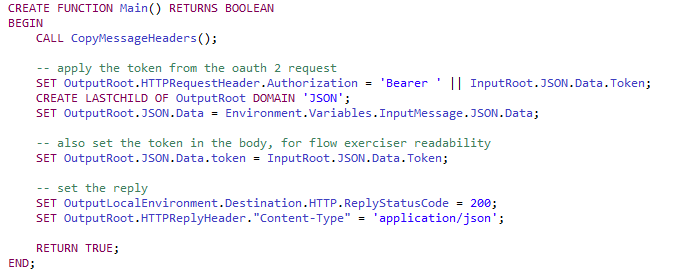 CREATE FUNCTION Main() RETURNS BOOLEAN
BEGIN
CALL CopyMessageHeaders();
-- apply the token from the oauth 2 request
SET OutputRoot.HTTPRequestHeader.Authorization = 'Bearer ' || InputRoot.JSON.Data.Token;
CREATE LASTCHILD OF OutputRoot DOMAIN 'JSON';
SET OutputRoot.JSON.Data = Environment.Variables.InputMessage.JSON.Data;
-- also set the token in the body, for flow exerciser readability
SET OutputRoot.JSON.Data.token = InputRoot.JSON.Data.Token;
-- set the reply
SET OutputLocalEnvironment.Destination.HTTP.ReplyStatusCode = 200;
SET OutputRoot.HTTPReplyHeader."Content-Type" = 'application/json';
RETURN TRUE;
END;